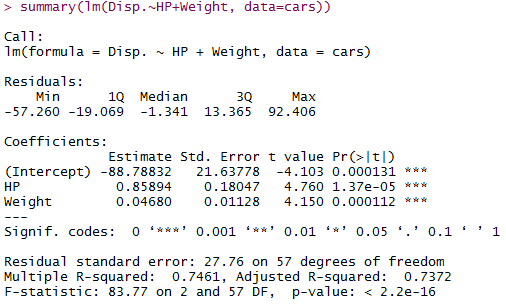 > summary(lm(Disp.~HP+Weight, data=cars))
Call:
lm(formula = Disp. ~ HP + Weight, data = cars)
Residuals:
    Min      1Q  Median      3Q     Max
-57.260 -19.069  -1.341  13.365  92.406
Coefficients:
             Estimate Std. Error t value Pr(>|t|)
(Intercept) -88.78832   21.63778  -4.103 0.000131 ***
HP            0.85894    0.18047   4.760 1.37e-05 ***
Weight        0.04680    0.01128   4.150 0.000112 ***
---
Signif. codes:  0 ‘***’ 0.001 ‘**’ 0.01 ‘*’ 0.05 ‘.’ 0.1 ‘ ’ 1
Residual standard error: 27.76 on 57 degrees of freedom
Multiple R-squared:  0.7461, Adjusted R-squared:  0.7372
F-statistic: 83.77 on 2 and 57 DF,  p-value: < 2.2e-16